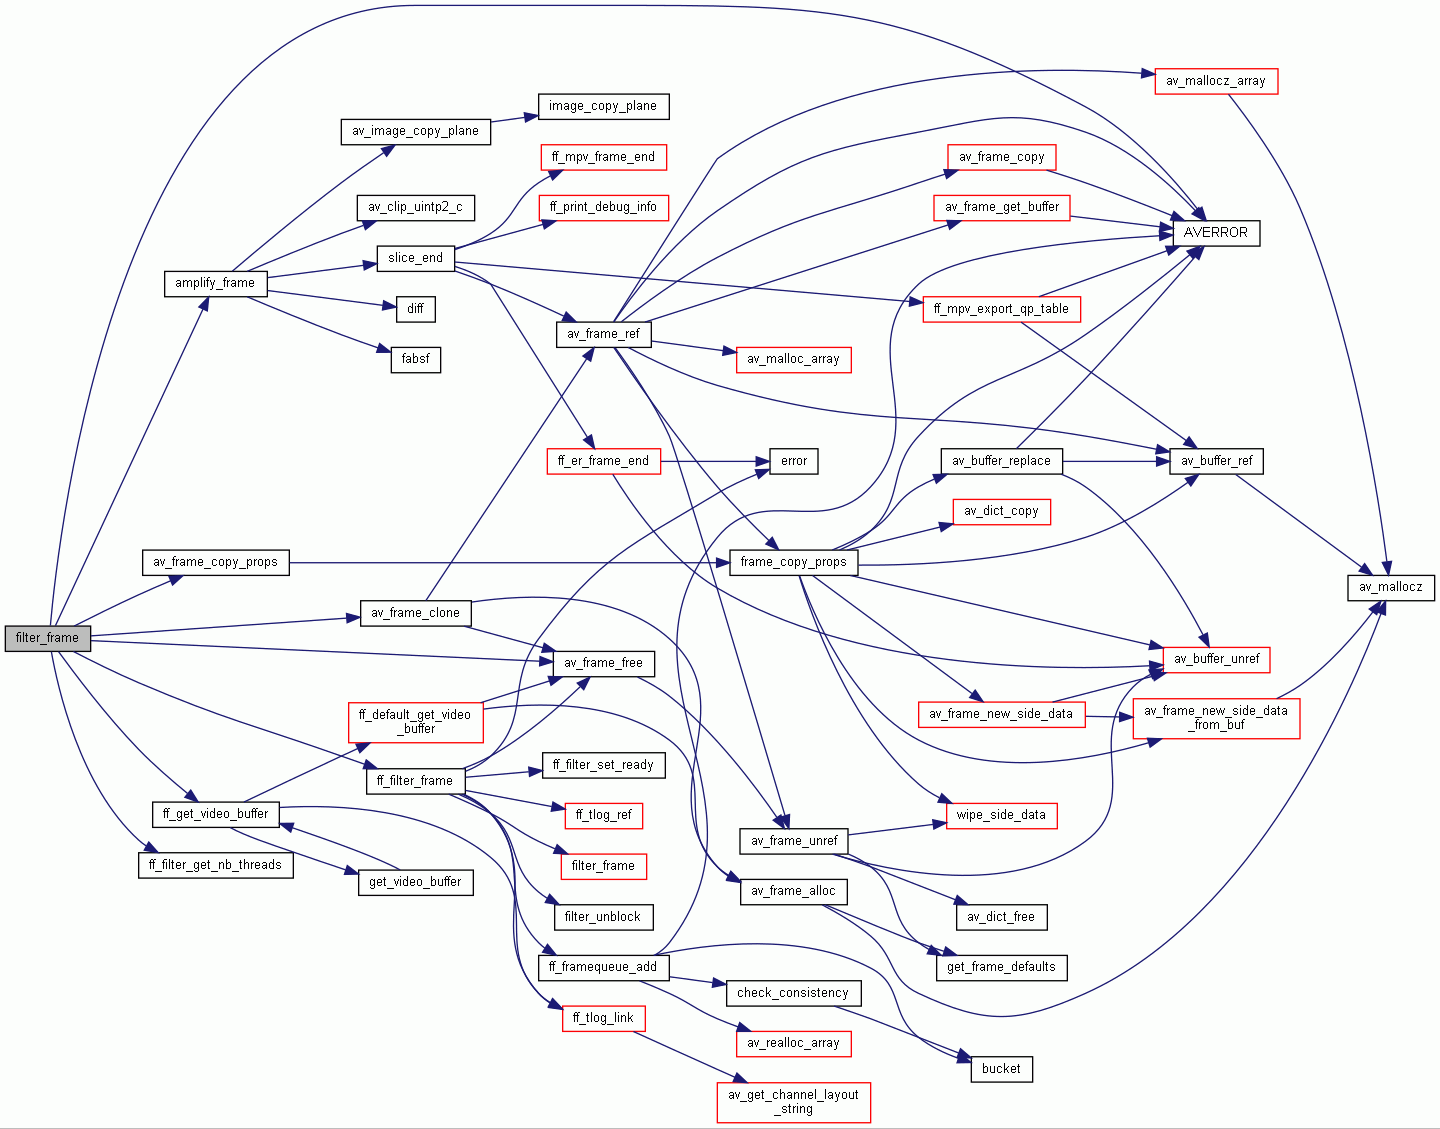 av_mallocz_array
image_copy_plane
av_image_copy_plane
ff_mpv_frame_end
av_frame_copy
av_clip_uintp2_c
ff_print_debug_info
av_frame_get_buffer
AVERROR
slice_end
amplify_frame
diff
ff_mpv_export_qp_table
av_frame_ref
fabsf
av_malloc_array
ff_er_frame_end
error
av_buffer_replace
av_buffer_ref
av_dict_copy
av_frame_copy_props
frame_copy_props
av_mallocz
av_frame_clone
filter_frame
av_frame_free
av_buffer_unref
ff_default_get_video
_buffer
av_frame_new_side_data
av_frame_new_side_data
_from_buf
ff_filter_set_ready
ff_filter_frame
ff_get_video_buffer
ff_tlog_ref
wipe_side_data
av_frame_unref
ff_filter_get_nb_threads
filter_frame
get_video_buffer
av_frame_alloc
filter_unblock
av_dict_free
ff_framequeue_add
get_frame_defaults
check_consistency
ff_tlog_link
av_realloc_array
bucket
av_get_channel_layout
_string